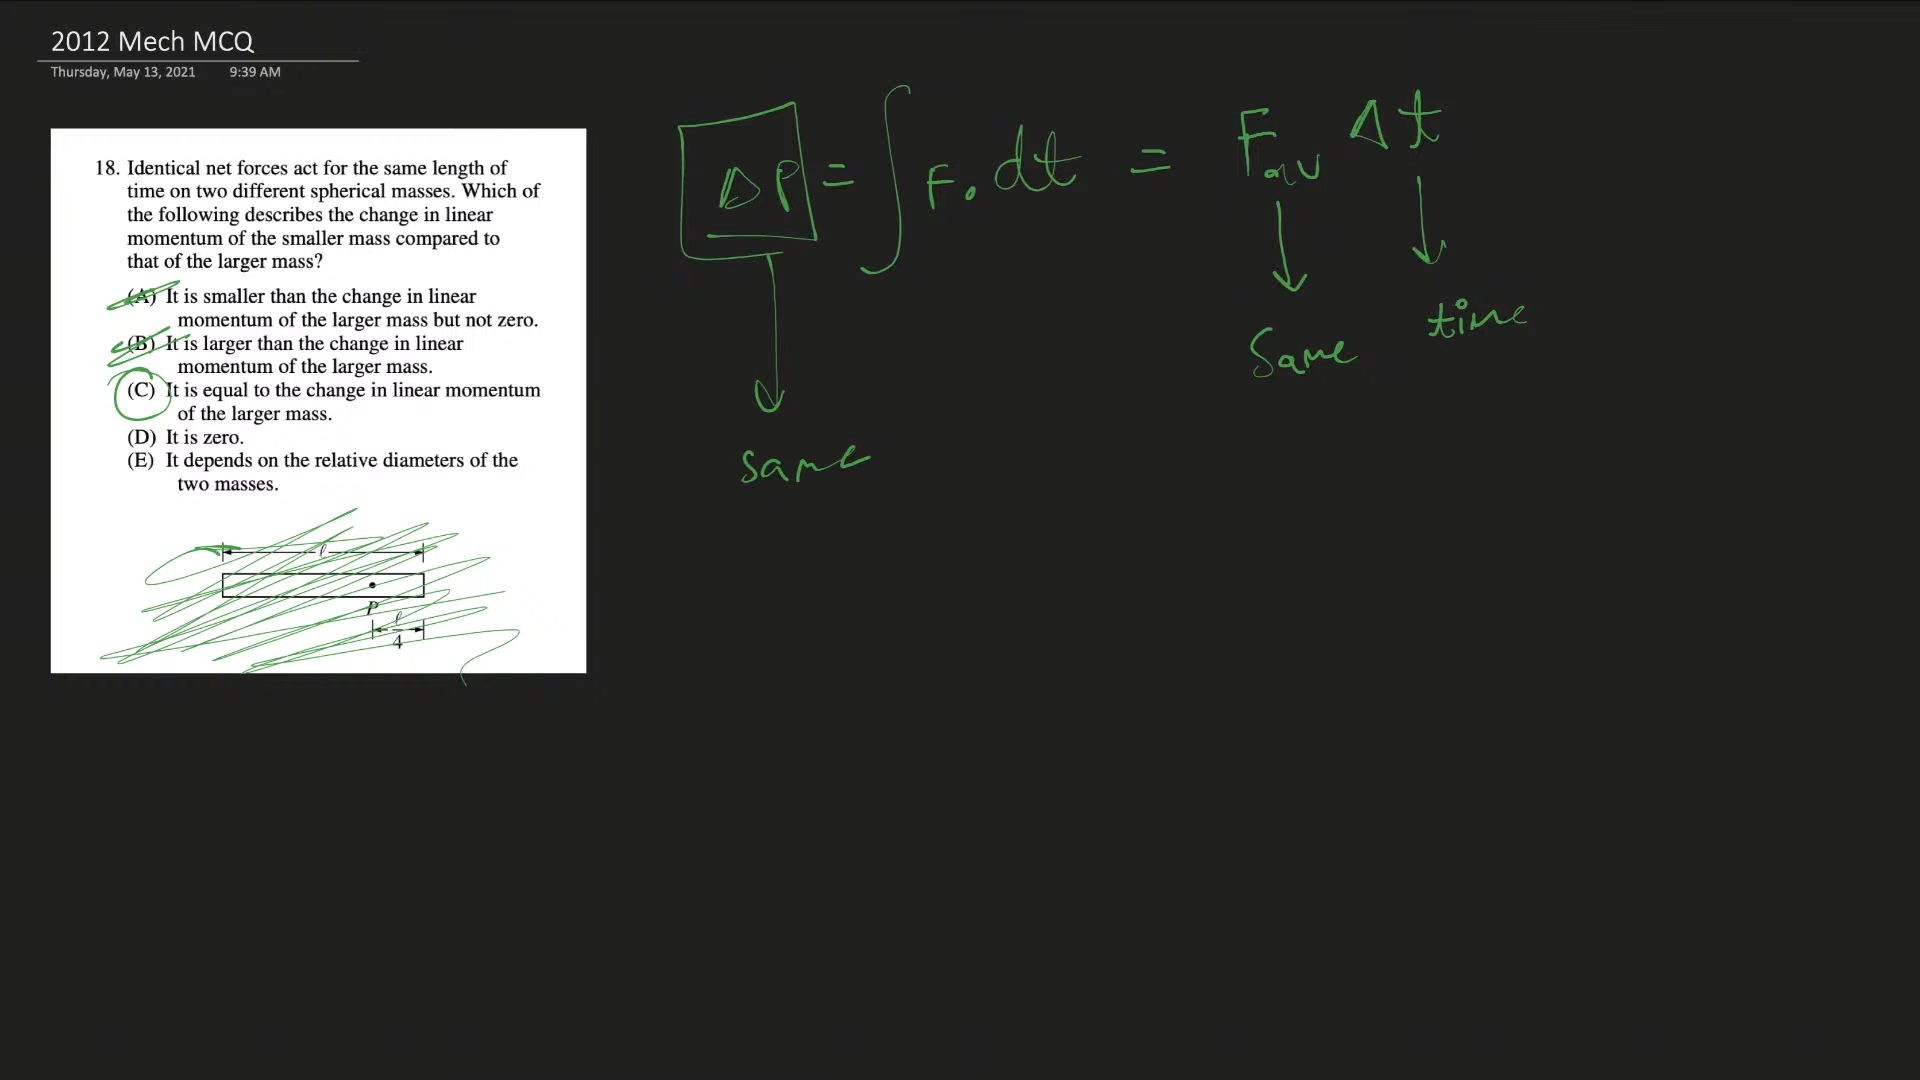 2012 Mech MCQ
Thursday, May 13, 2021 9:39 AM
18. Identical net forces act for the same length of
time on two different spherical masses. Which of
the following describes the change in linear
momentum of the smaller mass compared to
that of the larger mass?
(A) It is smaller than the change in linear
momentum of the larger mass but not zero.
(B) It is larger than the change in linear
momentum of the larger mass.
(C) It is equal to the change in linear momentum
of the larger mass.
(D) It is zero.
(E) It depends on the relative diameters of the
two masses.
ℓ
P
ℓ
4
Δp = ∫ F · dt = Fav Δt
same time
same